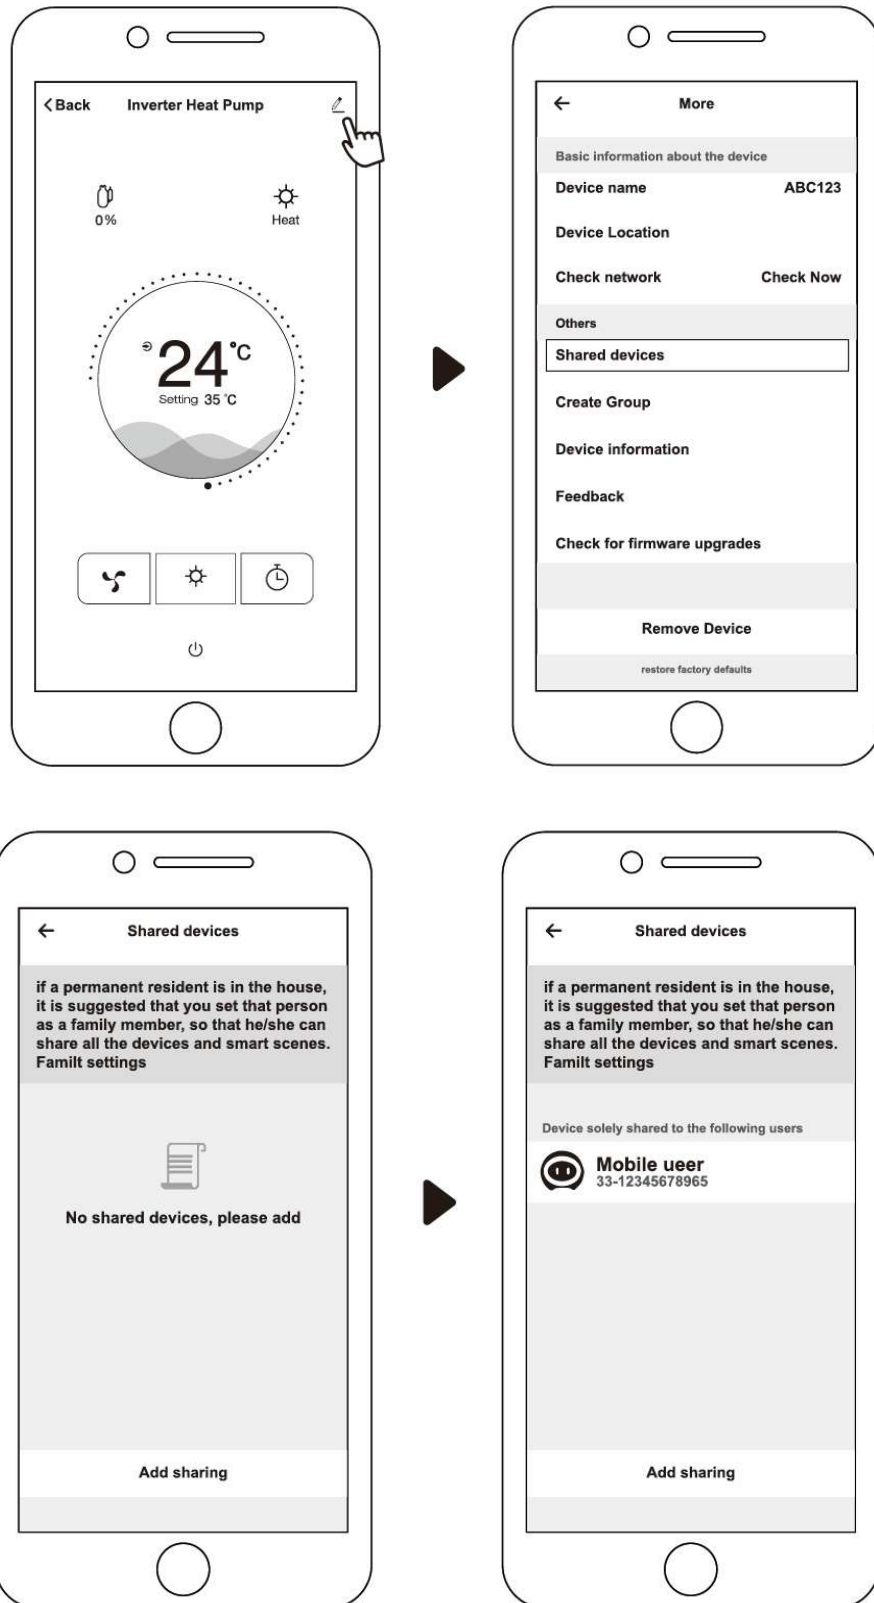 Back Inverter Heat Pump
0% Heat
24°C
Setting 35 °C
More
Basic information about the device
Device name ABC123
Device Location
Check network Check Now
Others
Shared devices
Create Group
Device information
Feedback
Check for firmware upgrades
Remove Device
restore factory defaults
Shared devices
if a permanent resident is in the house,
it is suggested that you set that person
as a family member, so that he/she can
share all the devices and smart scenes.
Familt settings
No shared devices, please add
Add sharing
Shared devices
if a permanent resident is in the house,
it is suggested that you set that person
as a family member, so that he/she can
share all the devices and smart scenes.
Familt settings
Device solely shared to the following users
Mobile ueer
33-12345678965
Add sharing